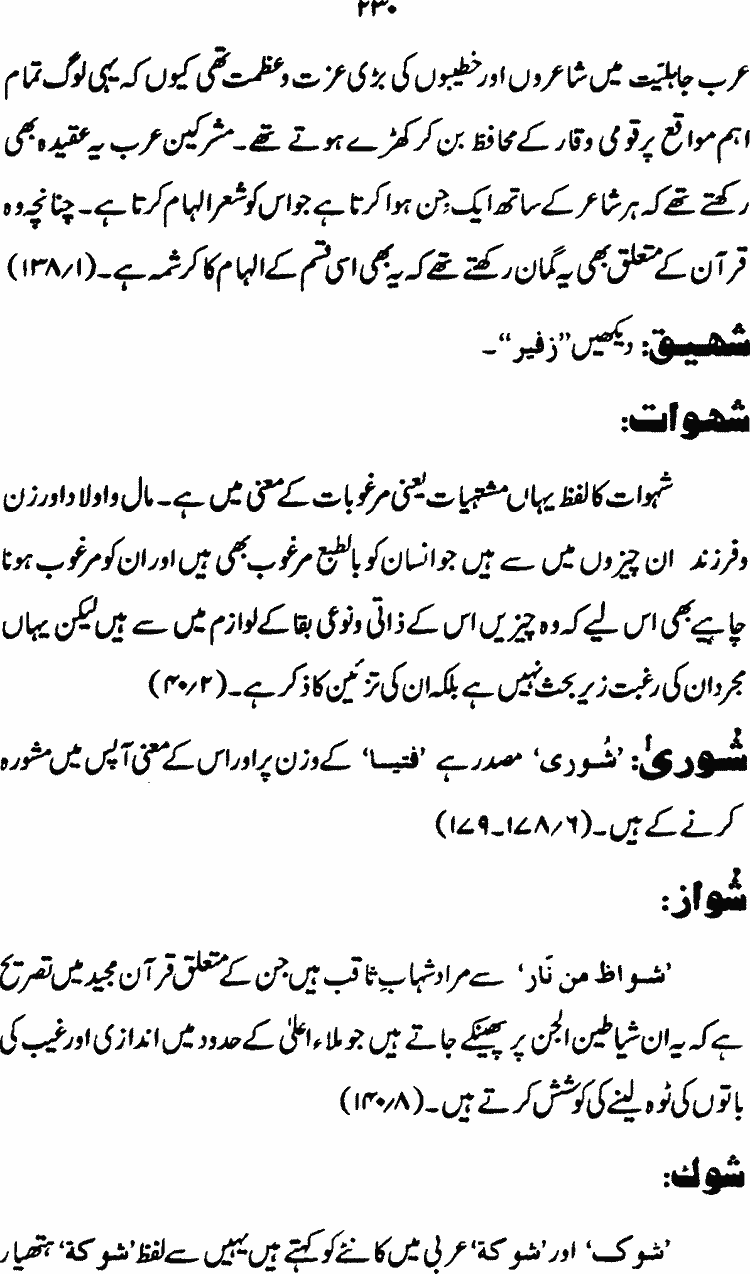 ۲۳۰
عرب جاہلیت میں شاعروں اور خطیبوں کی بڑی عزت و عظمت تھی کیوں کہ یہی لوگ تمام
اہم مواقع پر قومی وقار کے محافظ بن کر کھڑے ہوتے تھے۔ مشرکین عرب یہ عقیدہ بھی
رکھتے تھے کہ ہر شاعر کے ساتھ ایک جِن ہوا کرتا ہے جو اس کو شعر الہام کرتا ہے۔ چنانچہ وہ
قرآن کے متعلق بھی یہ گمان رکھتے تھے کہ یہ بھی اسی قسم کے الہام کا کرشمہ ہے۔ (۱۳۸/۱)
شھیق: دیکھیں ”زفیر“۔
شھوات:
شہوات کا لفظ یہاں مشتہیات یعنی مرغوبات کے معنی میں ہے۔ مال و اولاد اور زن
و فرزند ان چیزوں میں سے ہیں جو انسان کو بالطبع مرغوب بھی ہیں اور ان کو مرغوب ہونا
چاہیے بھی اس لیے کہ وہ چیزیں اس کے ذاتی و نوعی بقا کے لوازم میں سے ہیں لیکن یہاں
مجرد ان کی رغبت زیر بحث نہیں ہے بلکہ ان کی تزئین کا ذکر ہے۔ (۴۰/۲)
شُوریٰ: ’شُوری‘ مصدر ہے ’فتیا‘ کے وزن پر اور اس کے معنی آپس میں مشورہ
کرنے کے ہیں۔ (۱۷۸/۶۔۱۷۹)
شُواز:
’شواظ من نَار‘ سے مراد شہابِ ثاقب ہیں جن کے متعلق قرآن مجید میں تصریح
ہے کہ یہ ان شیاطین الجن پر پھینکے جاتے ہیں جو ملاء اعلیٰ کے حدود میں اندازی اور غیب کی
باتوں کی ٹوہ لینے کی کوشش کرتے ہیں۔ (۱۴۰/۸)
شوك:
’شوک‘ اور ’شوکة‘ عربی میں کانٹے کو کہتے ہیں یہیں سے لفظ ’شوکة‘ ہتھیار